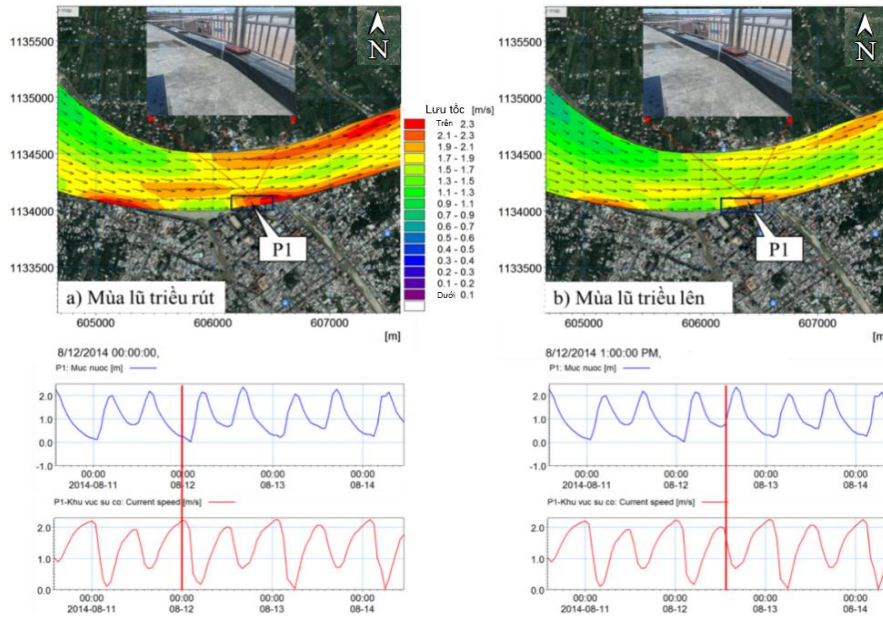 1135500
1135000
1134500
1134000
1133500
N
P1
a) Mùa lũ triều rút
605000
606000
607000
[m]
Lưu tốc [m/s]
Trên 2.3
2.1 - 2.3
1.9 - 2.1
1.7 - 1.9
1.5 - 1.7
1.3 - 1.5
1.1 - 1.3
0.9 - 1.1
0.7 - 0.9
0.6 - 0.7
0.5 - 0.6
0.4 - 0.5
0.3 - 0.4
0.2 - 0.3
0.1 - 0.2
Dưới 0.1
1135500
1135000
1134500
1134000
1133500
N
P1
b) Mùa lũ triều lên
605000
606000
607000
8/12/2014 00:00:00,
P1: Muc nuoc [m]
2.0
1.0
0.0
-1.0
00:00 00:00 00:00 00:00
2014-08-11 08-12 08-13 08-14
P1-Khu vuc su co: Current speed [m/s]
2.0
1.0
0.0
00:00 00:00 00:00 00:00
2014-08-11 08-12 08-13 08-14
8/12/2014 1:00:00 PM,
P1: Muc nuoc [m]
2.0
1.0
0.0
-1.0
00:00 00:00 00:00 00:00
2014-08-11 08-12 08-13 08-14
P1-Khu vuc su co: Current speed [m/s]
2.0
1.0
0.0
00:00 00:00 00:00 00:00
2014-08-11 08-12 08-13 08-14